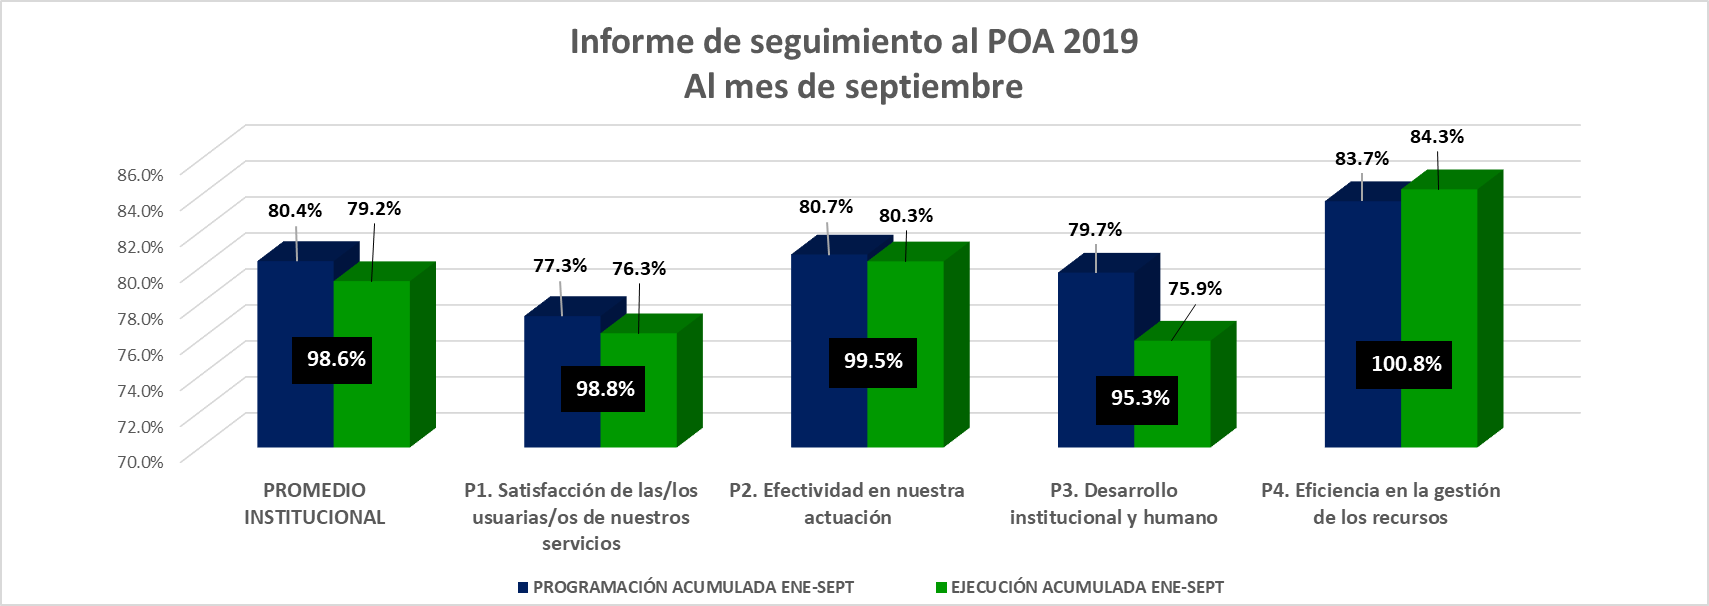 Informe de seguimiento al POA 2019
Al mes de septiembre
86.0%
84.0%
82.0%
80.0%
78.0%
76.0%
74.0%
72.0%
70.0%
80.4%
79.2%
98.6%
77.3%
76.3%
98.8%
80.7%
80.3%
99.5%
79.7%
75.9%
95.3%
83.7%
84.3%
100.8%
PROMEDIO
INSTITUCIONAL
P1. Satisfacción de las/los
usuarias/os de nuestros
servicios
P2. Efectividad en nuestra
actuación
P3. Desarrollo
institucional y humano
P4. Eficiencia en la gestión
de los recursos
PROGRAMACIÓN ACUMULADA ENE-SEPT
EJECUCIÓN ACUMULADA ENE-SEPT